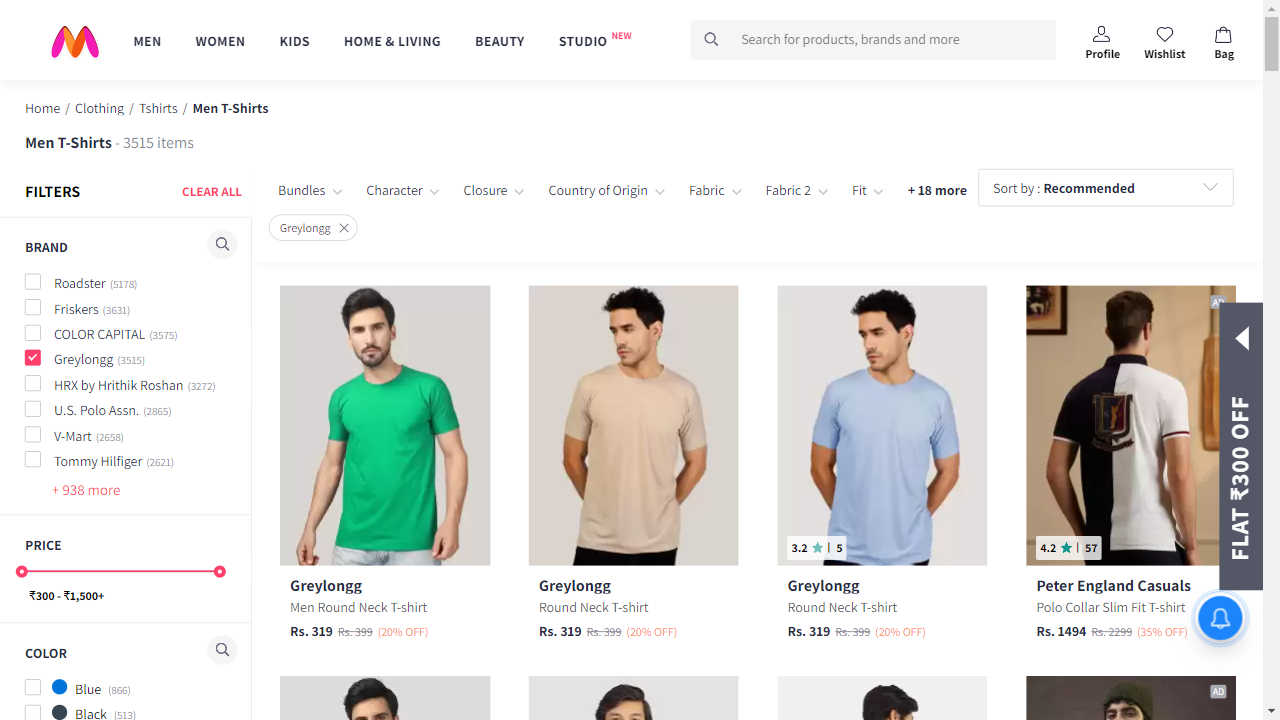 MEN
WOMEN
KIDS
HOME & LIVING
BEAUTY
STUDIO NEW
Search for products, brands and more
Profile
Wishlist
Bag
Home / Clothing / Tshirts / Men T-Shirts
Men T-Shirts - 3515 items
FILTERS
CLEAR ALL
Bundles
Character
Closure
Country of Origin
Fabric
Fabric 2
Fit
+ 18 more
Sort by : Recommended
Greylongg
BRAND
Roadster (5178)
Friskers (3631)
COLOR CAPITAL (3575)
Greylongg (3515)
HRX by Hrithik Roshan (3272)
U.S. Polo Assn. (2865)
V-Mart (2658)
Tommy Hilfiger (2621)
+ 938 more
PRICE
₹300 - ₹1,500+
COLOR
Blue (866)
Black (513)
Greylongg
Men Round Neck T-shirt
Rs. 319 Rs. 399 (20% OFF)
Greylongg
Round Neck T-shirt
Rs. 319 Rs. 399 (20% OFF)
3.2 | 5
Greylongg
Round Neck T-shirt
Rs. 319 Rs. 399 (20% OFF)
AD
4.2 | 57
Peter England Casuals
Polo Collar Slim Fit T-shirt
Rs. 1494 Rs. 2299 (35% OFF)
FLAT ₹300 OFF
AD